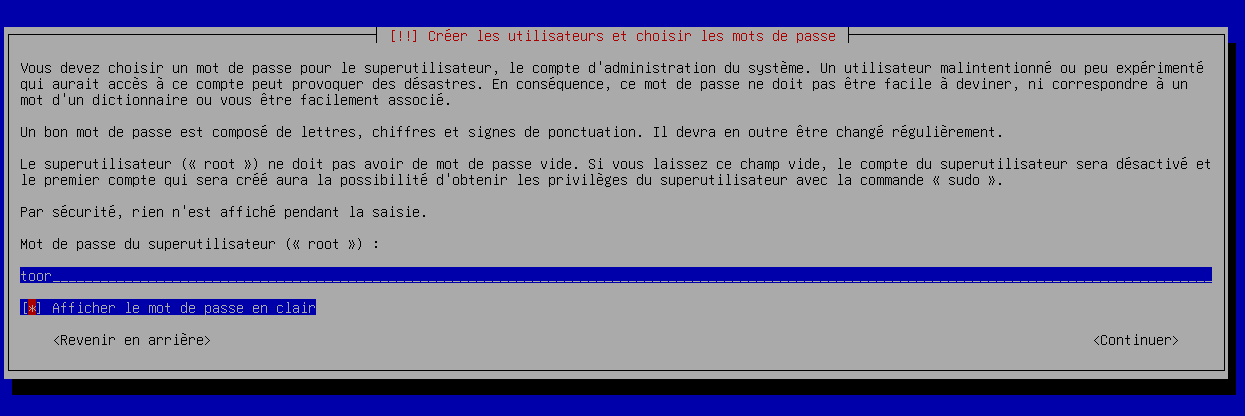 [!!] Créer les utilisateurs et choisir les mots de passe
Vous devez choisir un mot de passe pour le superutilisateur, le compte d'administration du système. Un utilisateur malintentionné ou peu expérimenté
qui aurait accès à ce compte peut provoquer des désastres. En conséquence, ce mot de passe ne doit pas être facile à deviner, ni correspondre à un
mot d'un dictionnaire ou vous être facilement associé.
Un bon mot de passe est composé de lettres, chiffres et signes de ponctuation. Il devra en outre être changé régulièrement.
Le superutilisateur (« root ») ne doit pas avoir de mot de passe vide. Si vous laissez ce champ vide, le compte du superutilisateur sera désactivé et
le premier compte qui sera créé aura la possibilité d'obtenir les privilèges du superutilisateur avec la commande « sudo ».
Par sécurité, rien n'est affiché pendant la saisie.
Mot de passe du superutilisateur (« root ») :
toor
[*] Afficher le mot de passe en clair
<Revenir en arrière> <Continuer>